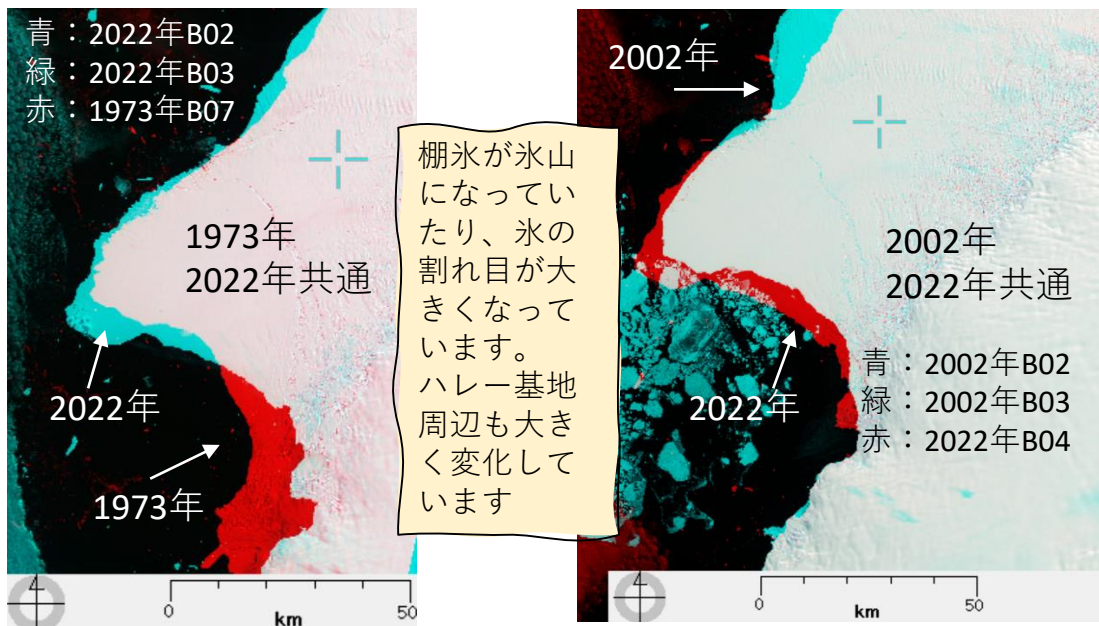 青：2022年B02
緑：2022年B03
赤：1973年B07
1973年
2022年共通
2022年
1973年
0
km
50
棚氷が氷山
になってい
たり、氷の
割れ目が大
きくなって
います。
ハレー基地
周辺も大き
く変化して
います
2002年
2002年
2022年共通
2022年
青：2002年B02
緑：2002年B03
赤：2022年B04
0
km
50